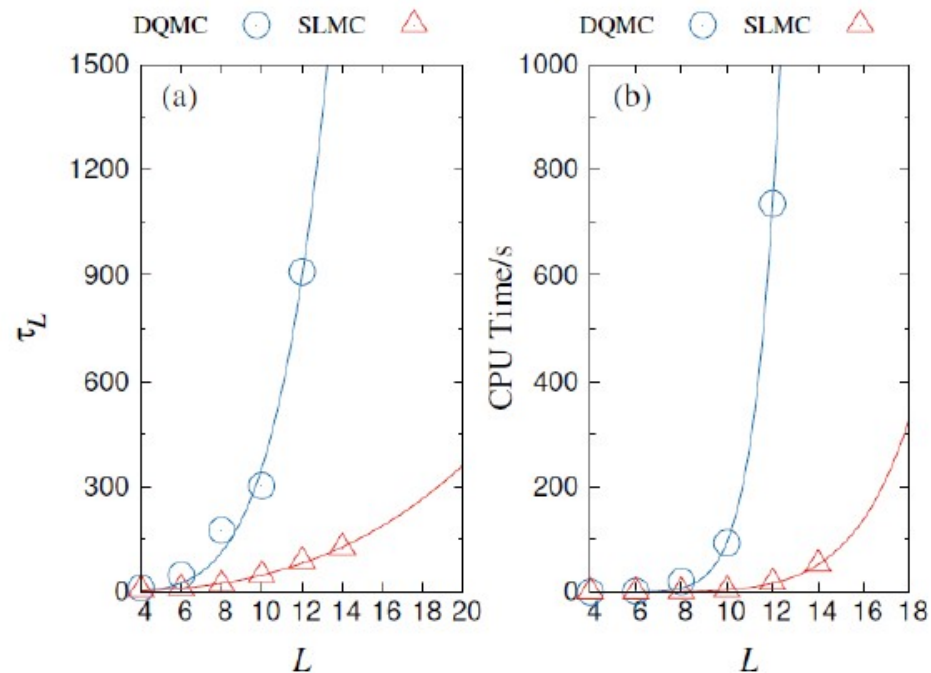 DQMC SLMC
(a)
1500
1200
900
600
300
0
4 6 8 10 12 14 16 18 20
τL
L
DQMC SLMC
(b)
1000
800
600
400
200
0
4 6 8 10 12 14 16 18
CPU Time/s
L